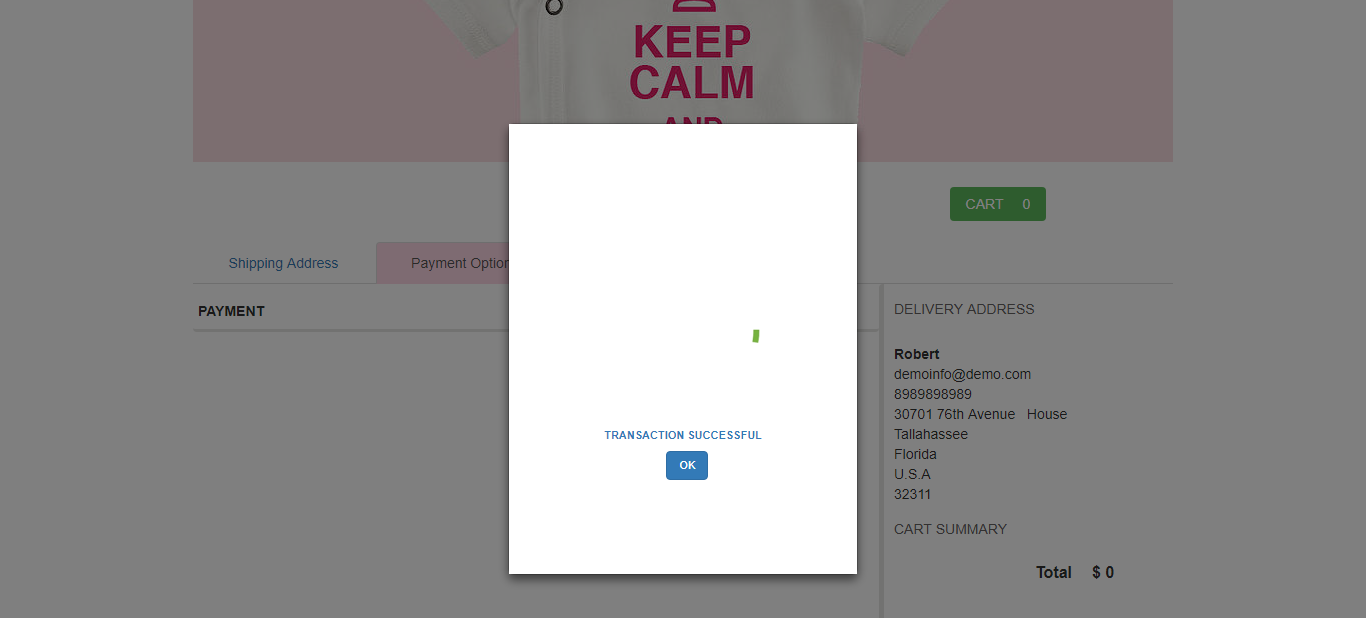 KEEP
CALM
AND
CART 0
Shipping Address
Payment Option
PAYMENT
DELIVERY ADDRESS
Robert
demoinfo@demo.com
8989898989
30701 76th Avenue House
Tallahassee
Florida
U.S.A
32311
CART SUMMARY
Total $ 0
TRANSACTION SUCCESSFUL
OK